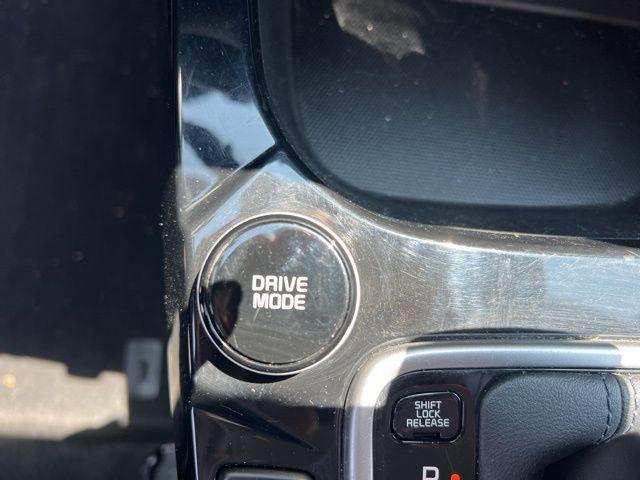 DRIVE
MODE
SHIFT
LOCK
RELEASE
P